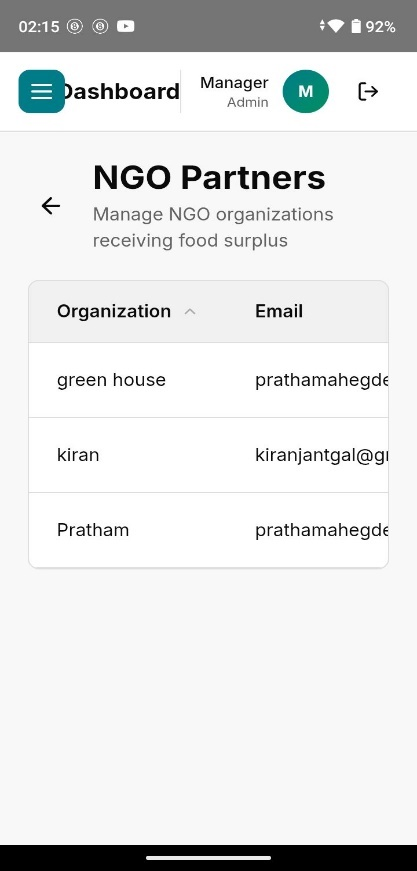 02:15 92%
Dashboard
Manager
Admin
M
NGO Partners
Manage NGO organizations
receiving food surplus
Organization Email
green house prathamahegde
kiran kiranjantgal@g
Pratham prathamahegde